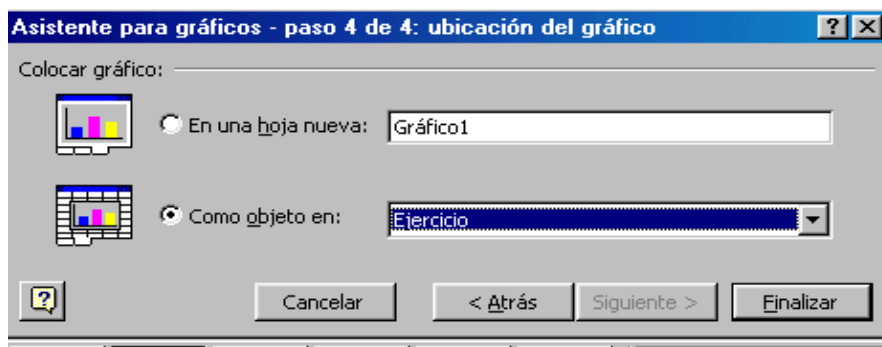 Asistente para gráficos - paso 4 de 4: ubicación del gráfico
Colocar gráfico:
En una hoja nueva: Gráfico1
Como objeto en: Ejercicio
Cancelar < Atrás Siguiente > Finalizar